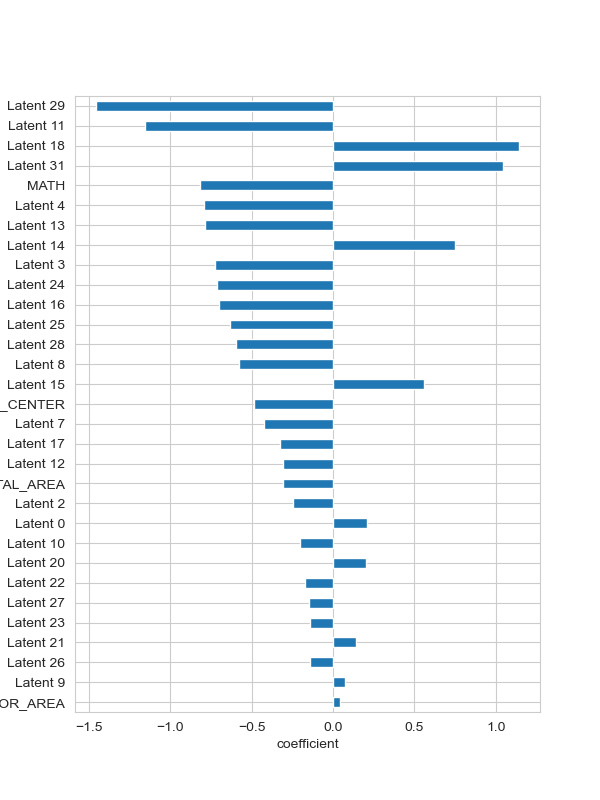 Latent 29
Latent 11
Latent 18
Latent 31
MATH
Latent 4
Latent 13
Latent 14
Latent 3
Latent 24
Latent 16
Latent 25
Latent 28
Latent 8
Latent 15
_CENTER
Latent 7
Latent 17
Latent 12
TAL_AREA
Latent 2
Latent 0
Latent 10
Latent 20
Latent 22
Latent 27
Latent 23
Latent 21
Latent 26
Latent 9
OR_AREA
−1.5 −1.0 −0.5 0.0 0.5 1.0
coefficient